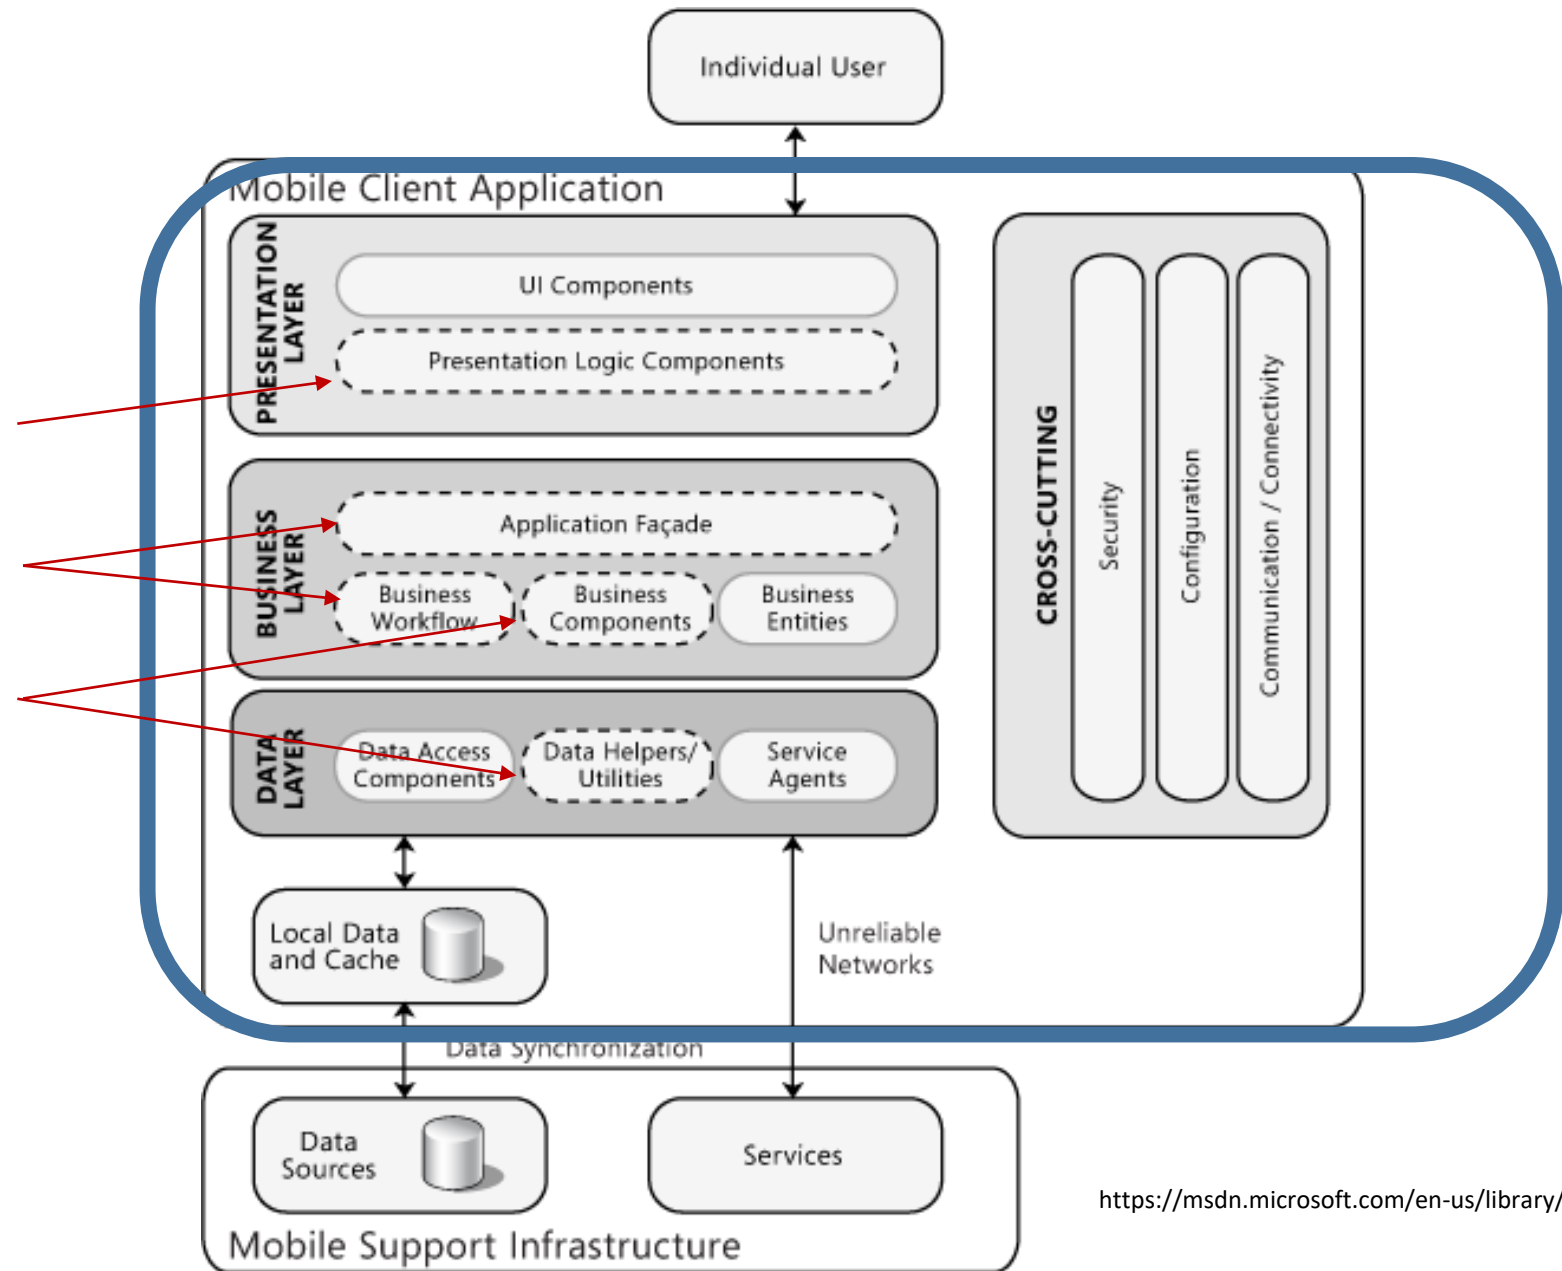 Individual User
Mobile Client Application
PRESENTATION
LAYER
UI Components
Presentation Logic Components
BUSINESS
LAYER
Application Façade
Business
Workflow
Business
Components
Business
Entities
DATA
LAYER
Data Access
Components
Data Helpers/
Utilities
Service
Agents
CROSS-CUTTING
Security
Configuration
Communication / Connectivity
Local Data
and Cache
Unreliable
Networks
Data Synchronization
Data
Sources
Services
Mobile Support Infrastructure
https://msdn.microsoft.com/en-us/library/